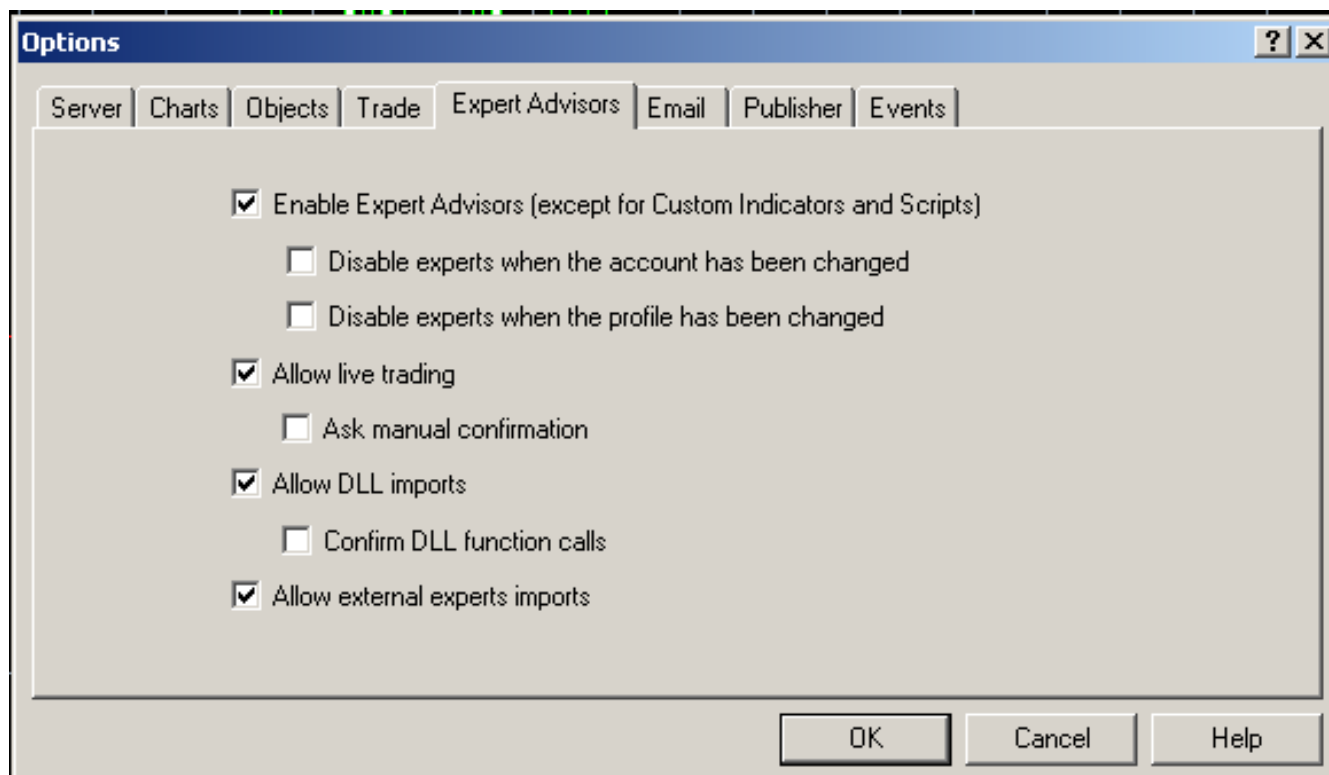 Options
Server Charts Objects Trade Expert Advisors Email Publisher Events
Enable Expert Advisors (except for Custom Indicators and Scripts)
Disable experts when the account has been changed
Disable experts when the profile has been changed
Allow live trading
Ask manual confirmation
Allow DLL imports
Confirm DLL function calls
Allow external experts imports
OK Cancel Help